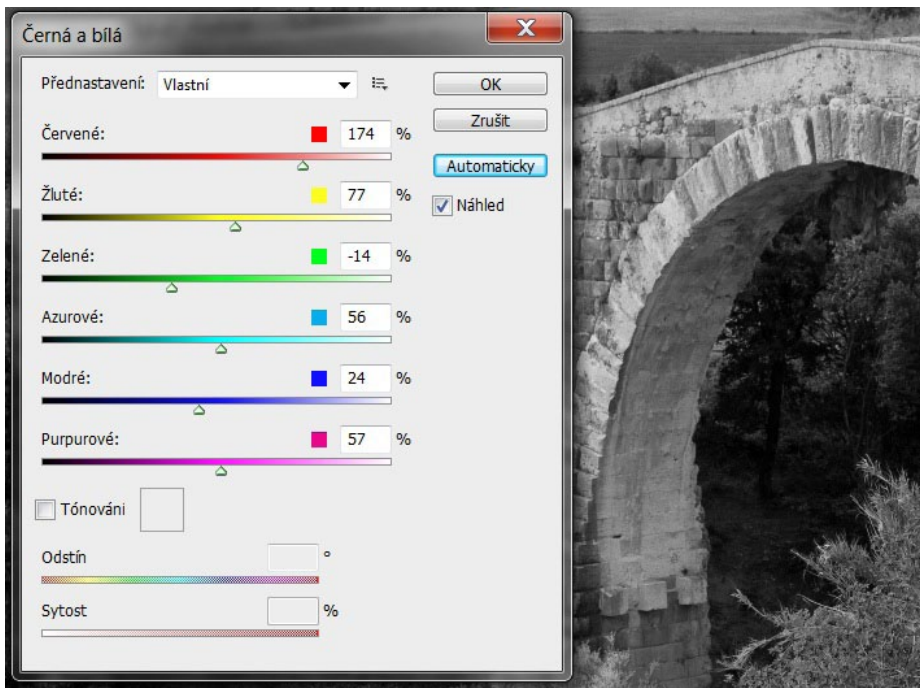 Černá a bílá
Přednastavení: Vlastní
OK
Zrušit
Automaticky
Náhled
Červené: 174 %
Žluté: 77 %
Zelené: -14 %
Azurové: 56 %
Modré: 24 %
Purpurové: 57 %
Tónováni
Odstín °
Sytost %